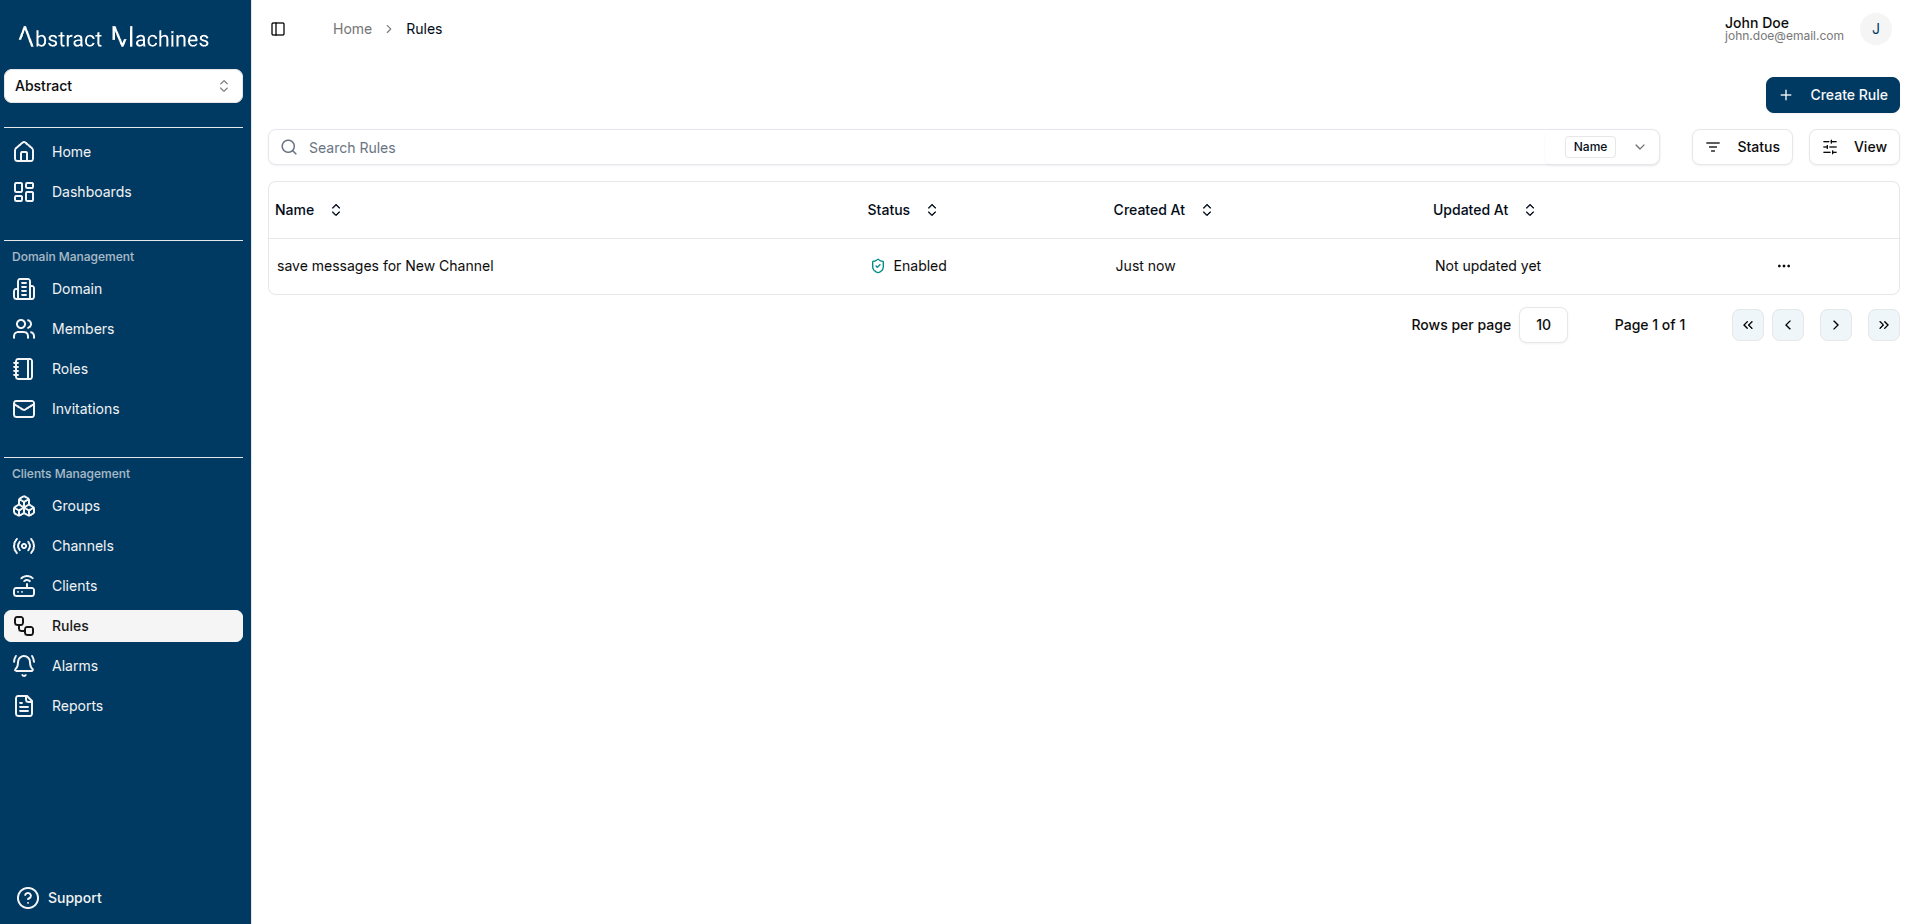 Abstract Machines
Abstract
Home
Dashboards
Domain Management
Domain
Members
Roles
Invitations
Clients Management
Groups
Channels
Clients
Rules
Alarms
Reports
Support
Home > Rules
John Doe
john.doe@email.com
J
+ Create Rule
Search Rules
Name
Status
View
Name Status Created At Updated At
save messages for New Channel Enabled Just now Not updated yet ...
Rows per page 10 Page 1 of 1